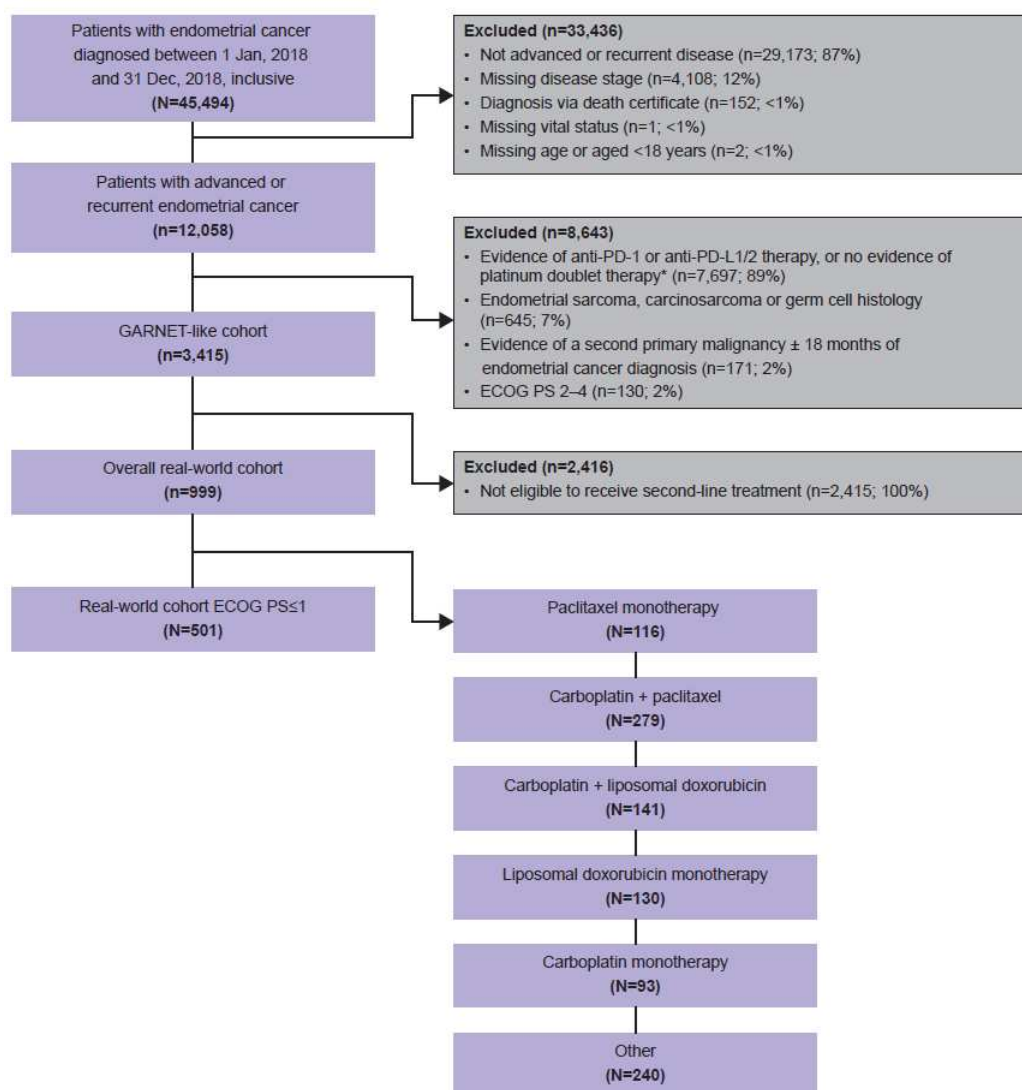 Patients with endometrial cancer
diagnosed between 1 Jan, 2018
and 31 Dec, 2018, inclusive
(N=45,494)
Excluded (n=33,436)
• Not advanced or recurrent disease (n=29,173; 87%)
• Missing disease stage (n=4,108; 12%)
• Diagnosis via death certificate (n=152; <1%)
• Missing vital status (n=1; <1%)
• Missing age or aged <18 years (n=2; <1%)
Patients with advanced or
recurrent endometrial cancer
(n=12,058)
Excluded (n=8,643)
• Evidence of anti-PD-1 or anti-PD-L1/2 therapy, or no evidence of
platinum doublet therapy* (n=7,697; 89%)
• Endometrial sarcoma, carcinosarcoma or germ cell histology
(n=645; 7%)
• Evidence of a second primary malignancy ± 18 months of
endometrial cancer diagnosis (n=171; 2%)
• ECOG PS 2–4 (n=130; 2%)
GARNET-like cohort
(n=3,415)
Overall real-world cohort
(n=999)
Excluded (n=2,416)
• Not eligible to receive second-line treatment (n=2,415; 100%)
Real-world cohort ECOG PS≤1
(N=501)
Paclitaxel monotherapy
(N=116)
Carboplatin + paclitaxel
(N=279)
Carboplatin + liposomal doxorubicin
(N=141)
Liposomal doxorubicin monotherapy
(N=130)
Carboplatin monotherapy
(N=93)
Other
(N=240)